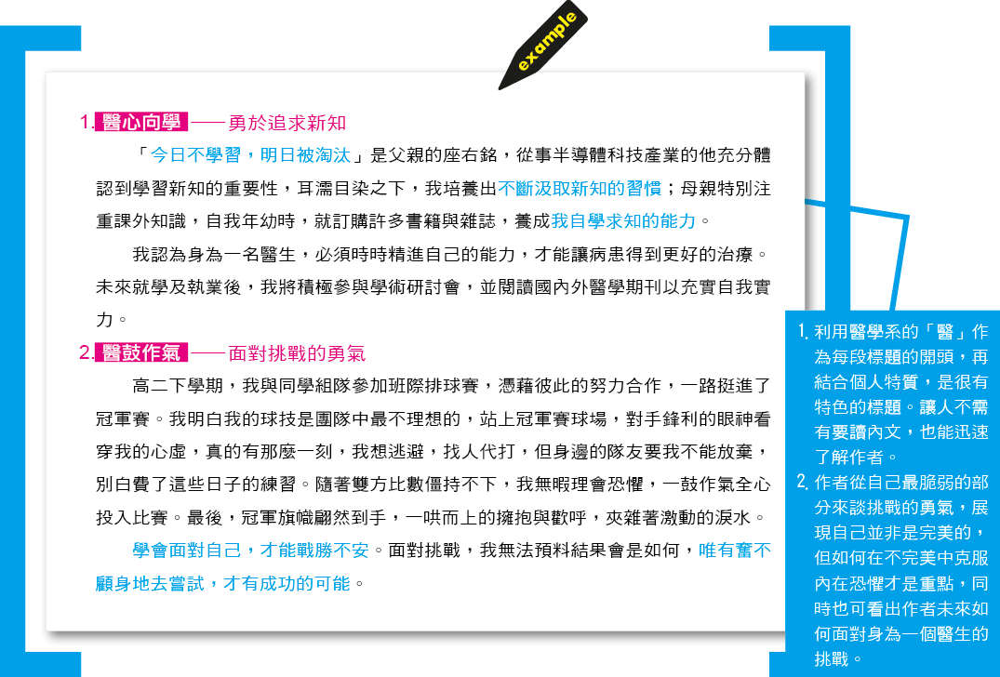 example
1. 醫心向學——勇於追求新知
「今日不學習，明日被淘汰」是父親的座右銘，從事半導體科技產業的他充分體
認到學習新知的重要性，耳濡目染之下，我培養出不斷汲取新知的習慣；母親特別注
重課外知識，自我年幼時，就訂購許多書籍與雜誌，養成我自學求知的能力。
我認為身為一名醫生，必須時時精進自己的能力，才能讓病患得到更好的治療。
未來就學及執業後，我將積極參與學術研討會，並閱讀國內外醫學期刊以充實自我實
力。
2. 醫鼓作氣——面對挑戰的勇氣
高二下學期，我與同學組隊參加班際排球賽，憑藉彼此的努力合作，一路挺進了
冠軍賽。我明白我的球技是團隊中最不理想的，站上冠軍賽球場，對手鋒利的眼神看
穿我的心虛，真的有那麼一刻，我想逃避，找人代打，但身邊的隊友要我不能放棄，
別白費了這些日子的練習。隨著雙方比數僵持不下，我無暇理會恐懼，一鼓作氣全心
投入比賽。最後，冠軍旗幟翩然到手，一哄而上的擁抱與歡呼，夾雜著激動的淚水。
學會面對自己，才能戰勝不安。面對挑戰，我無法預料結果會是如何，唯有奮不
顧身地去嘗試，才有成功的可能。
1. 利用醫學系的「醫」作
為每段標題的開頭，再
結合個人特質，是很有
特色的標題。讓人不需
有要讀內文，也能迅速
了解作者。
2. 作者從自己最脆弱的部
分來談挑戰的勇氣，展
現自己並非是完美的，
但如何在不完美中克服
內在恐懼才是重點，同
時也可看出作者未來如
何面對身為一個醫生的
挑戰。